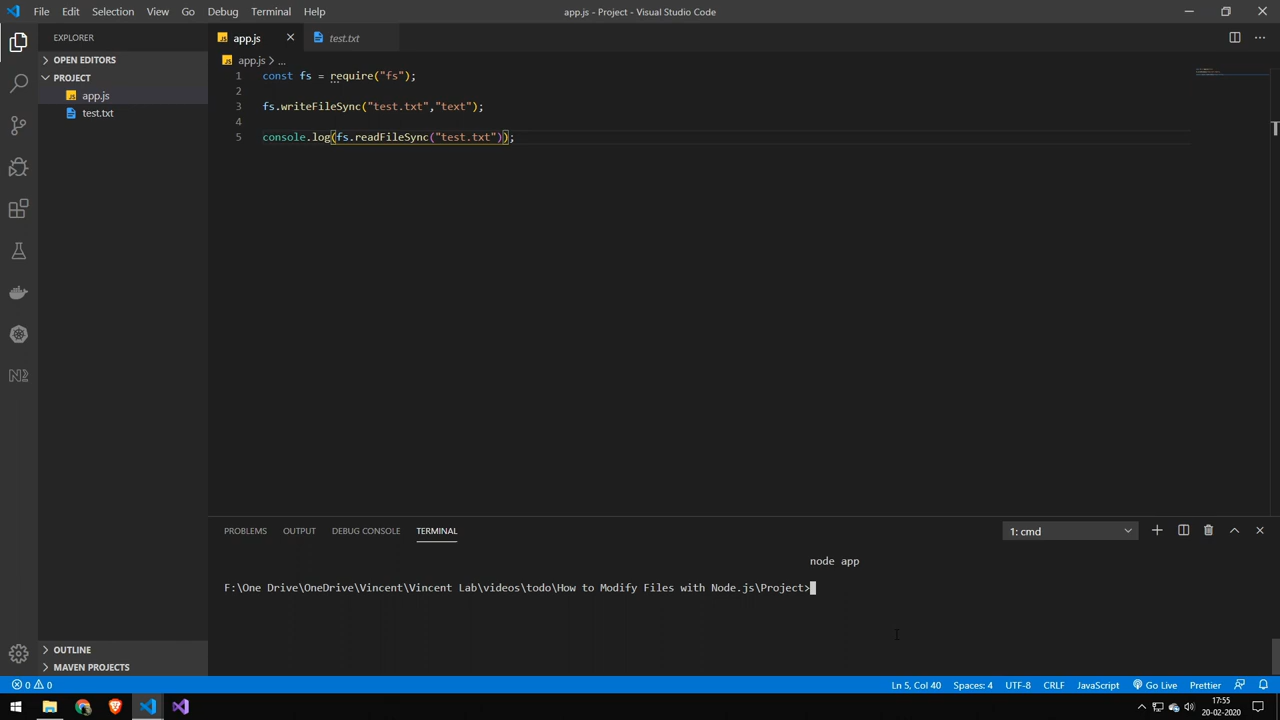 File Edit Selection View Go Debug Terminal Help
app.js - Project - Visual Studio Code
EXPLORER
OPEN EDITORS
PROJECT
JS app.js
test.txt
OUTLINE
MAVEN PROJECTS
JS app.js
test.txt
JS app.js > ...
1 const fs = require("fs");
2
3 fs.writeFileSync("test.txt","text");
4
5 console.log(fs.readFileSync("test.txt"));
PROBLEMS OUTPUT DEBUG CONSOLE TERMINAL
1: cmd
node app
F:\One Drive\OneDrive\Vincent\Vincent Lab\videos\todo\How to Modify Files with Node.js\Project>
0 0
Ln 5, Col 40 Spaces: 4 UTF-8 CRLF JavaScript Go Live Prettier
17:55
20-02-2020